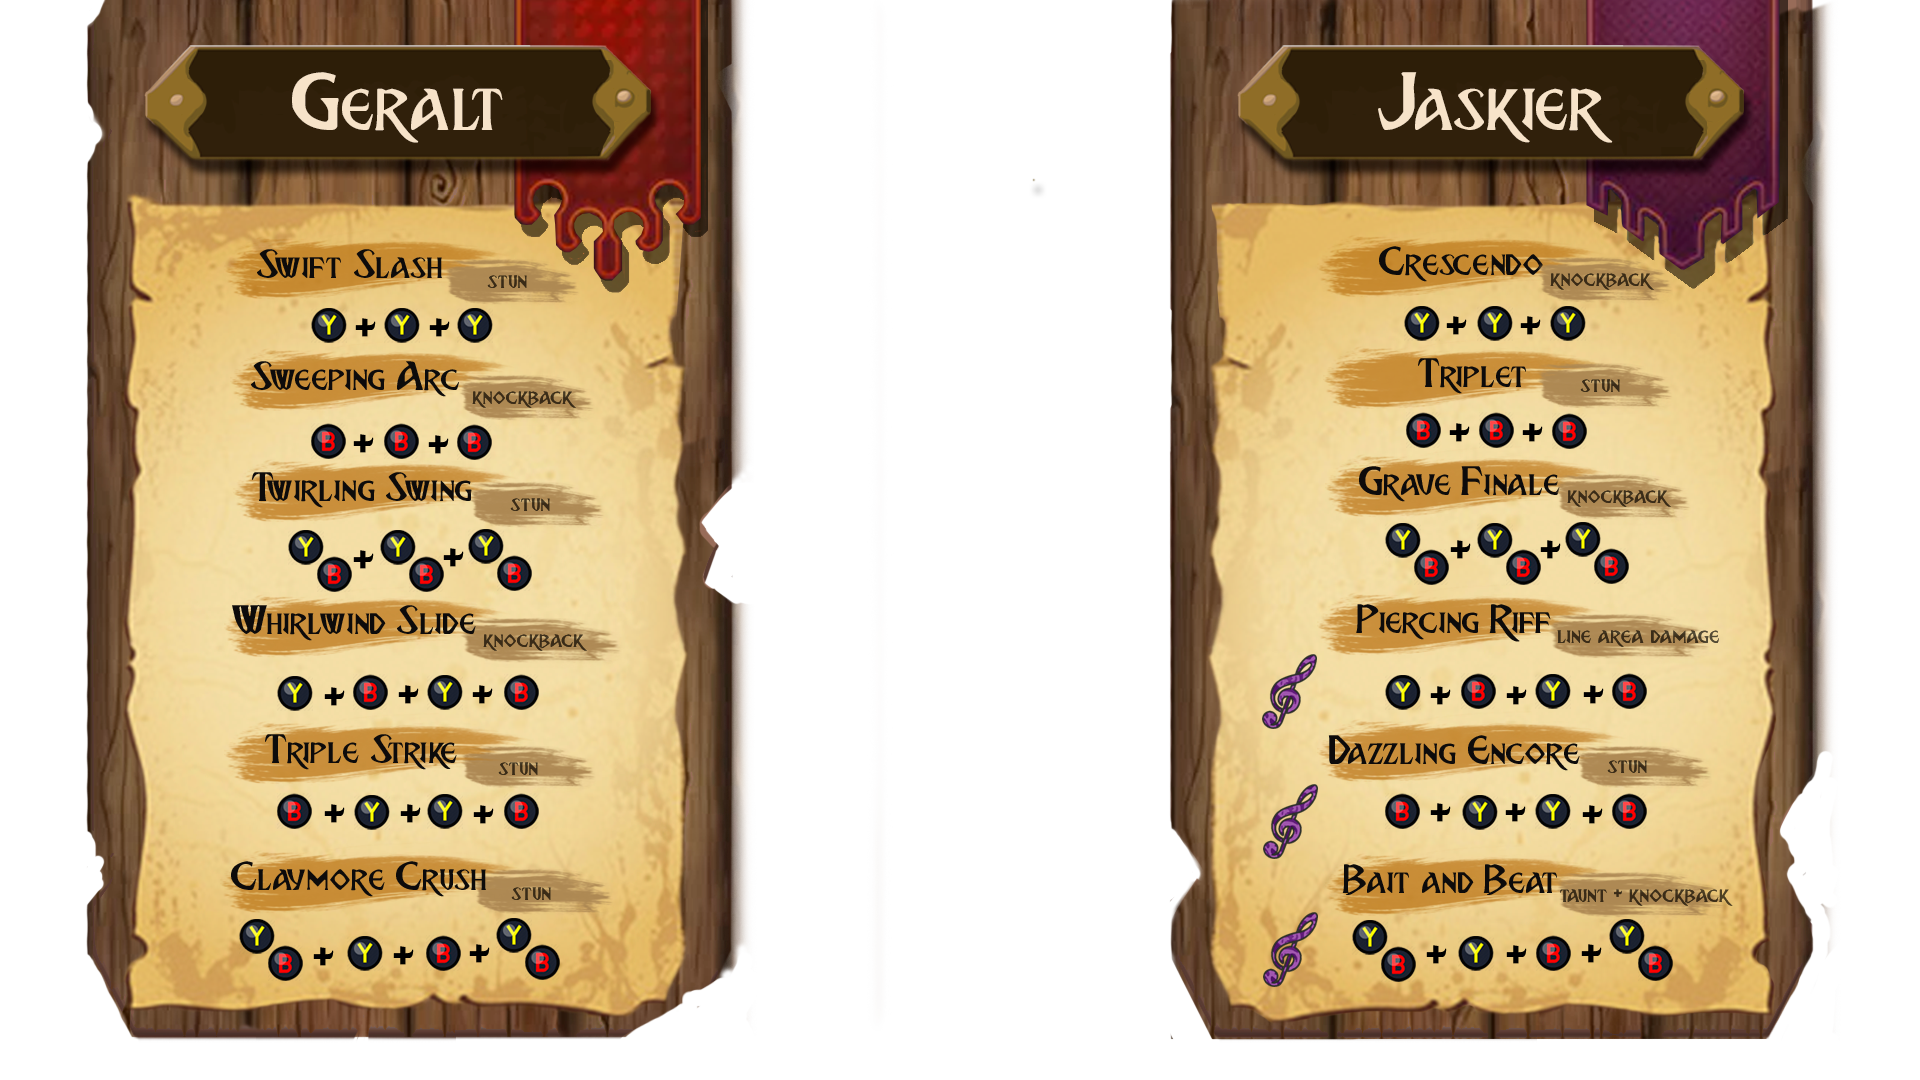 Geralt
Swift Slash
stun
Y + Y + Y
Sweeping Arc
knockback
B + B + B
Twirling Swing
stun
Y B + Y B + Y B
Whirlwind Slide
knockback
Y + B + Y + B
Triple Strike
stun
B + Y + Y + B
Claymore Crush
stun
Y B + Y + B + Y B
Jaskier
Crescendo
knockback
Y + Y + Y
Triplet
stun
B + B + B
Grave Finale
knockback
Y B + Y B + Y B
Piercing Riff
line area damage
Y + B + Y + B
Dazzling Encore
stun
B + Y + Y + B
Bait and Beat
taunt + knockback
Y B + Y + B + Y B